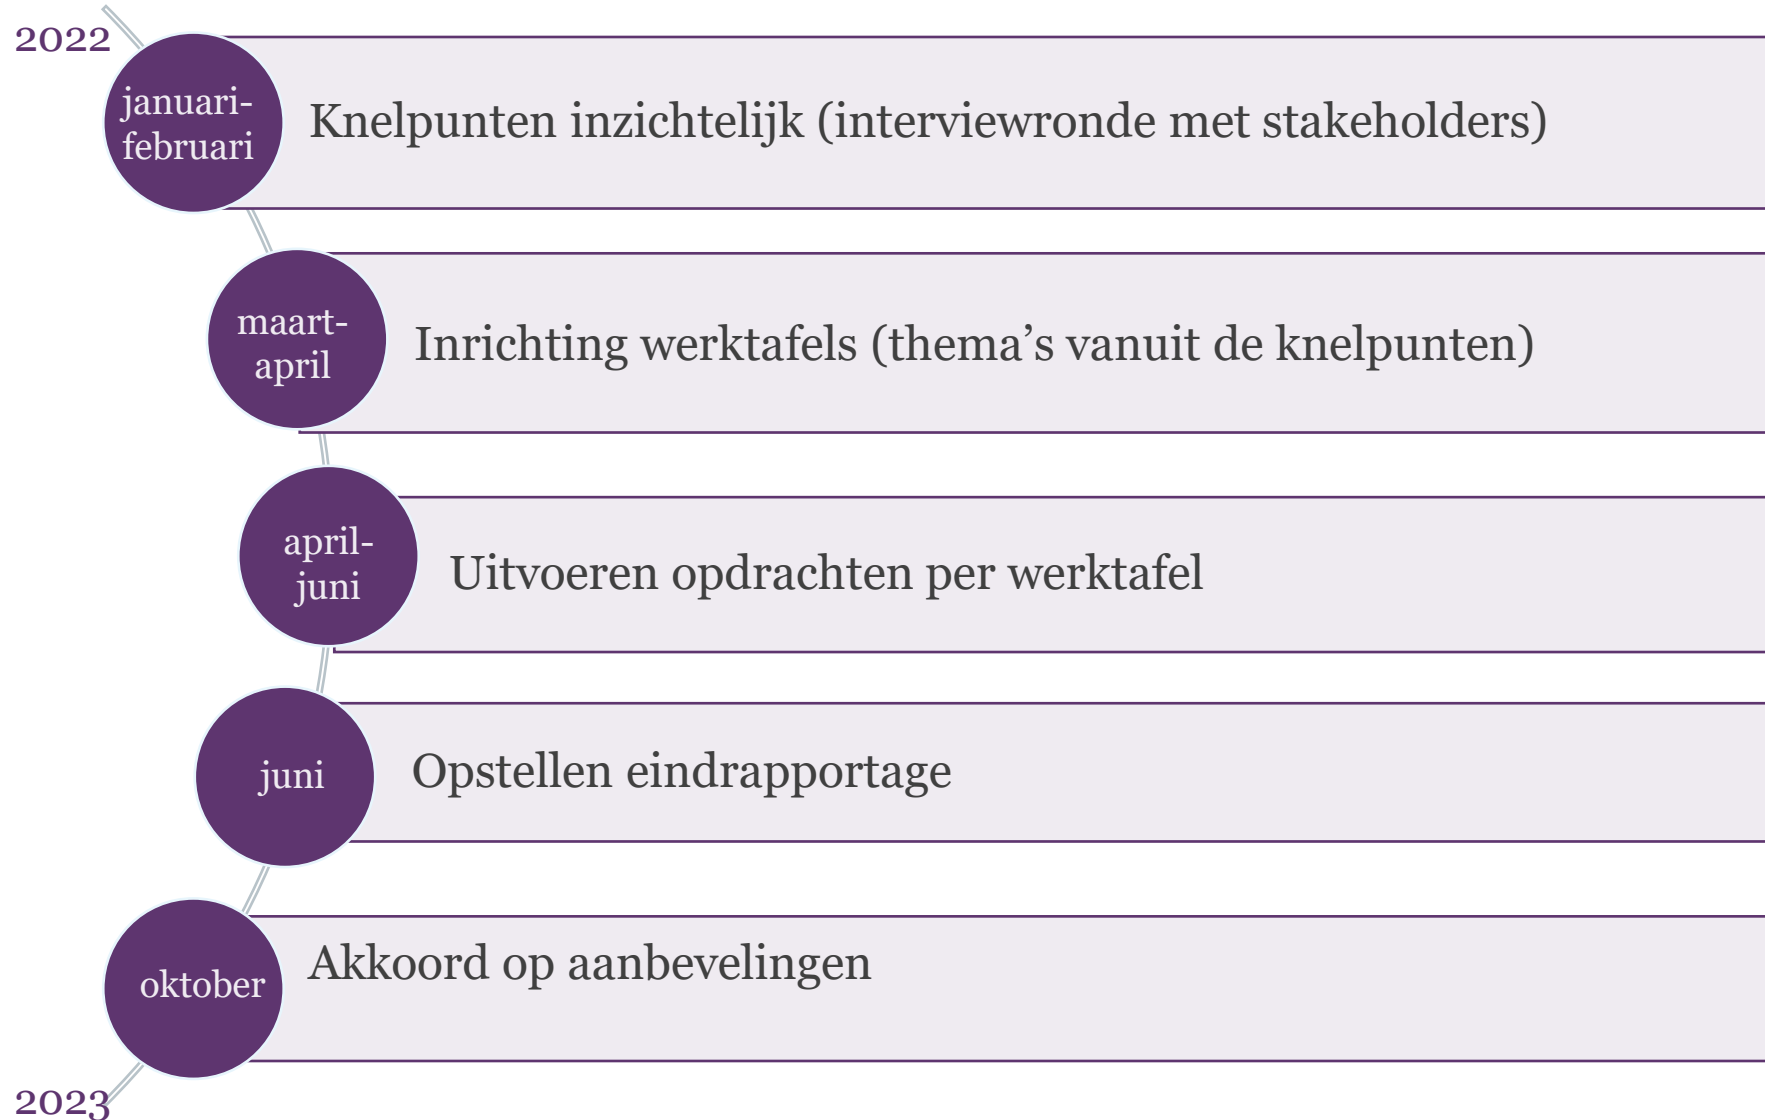 2022
januari-
februari
Knelpunten inzichtelijk (interviewronde met stakeholders)
maart-
april
Inrichting werktafels (thema’s vanuit de knelpunten)
april-
juni
Uitvoeren opdrachten per werktafel
juni
Opstellen eindrapportage
oktober
Akkoord op aanbevelingen
2023